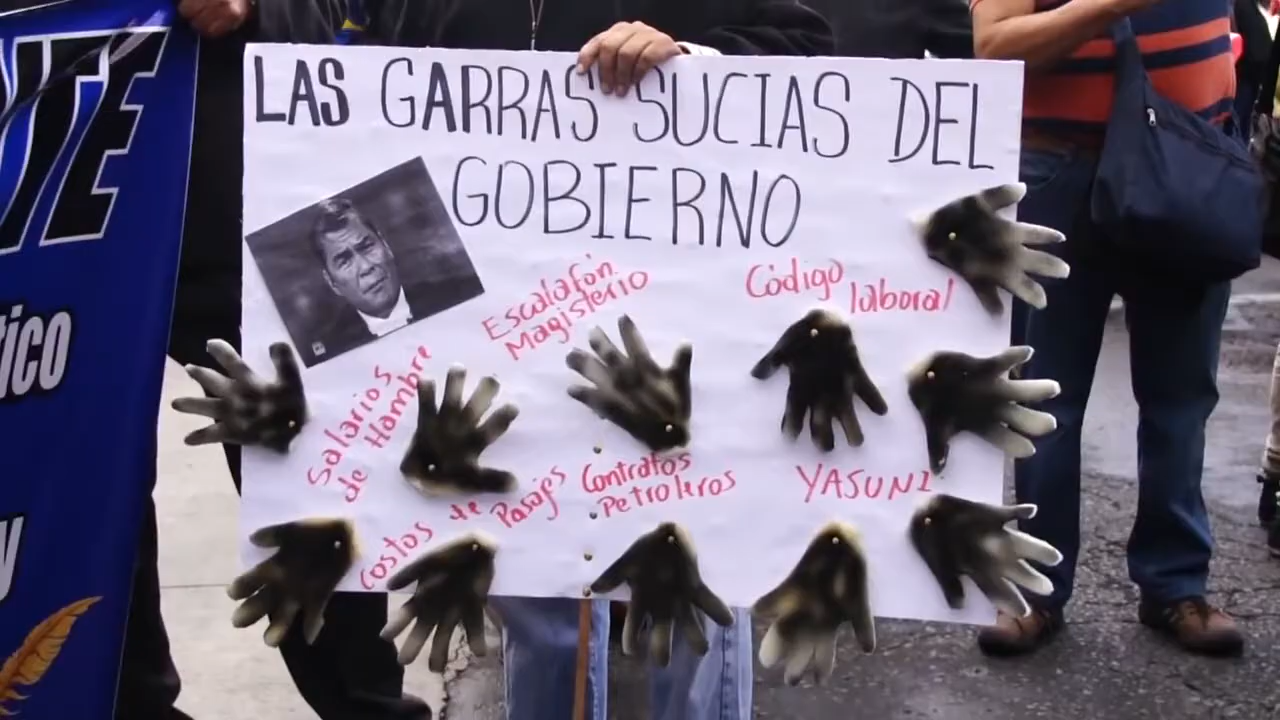 LAS GARRAS SUCIAS DEL
GOBIERNO
Escalafón
Magisterio
Código
laboral
Salarios
de Hambre
Costos de Pasajes
Contratos
Petroleros
YASUNI